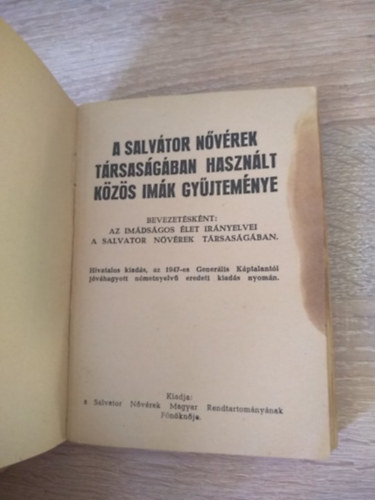 A SALVÁTOR NŐVÉREK
TÁRSASÁGÁBAN HASZNÁLT
KÖZÖS IMÁK GYŰJTEMÉNYE
BEVEZETÉSKÉNT:
AZ IMÁDSÁGOS ÉLET IRÁNYELVEI
A SALVATOR NŐVÉREK TÁRSASÁGÁBAN.
Hivatalos kiadás, az 1947-es Generális Káptalantól
jóváhagyott németnyelvű eredeti kiadás nyomán.
Kiadja:
a Salvator Nővérek Magyar Rendtartományának
Főnöknője.